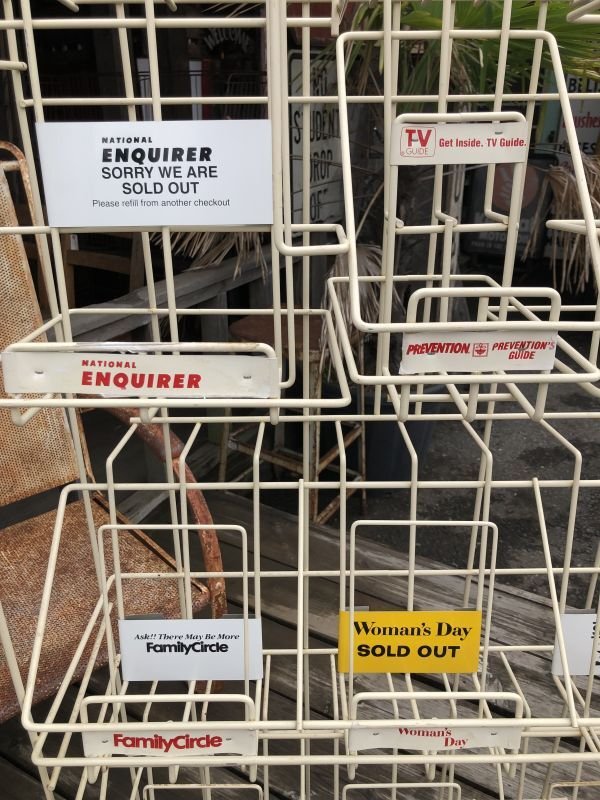 NATIONAL
ENQUIRER
SORRY WE ARE
SOLD OUT
Please refill from another checkout
TV
GUIDE
Get Inside. TV Guide.
NATIONAL
ENQUIRER
PREVENTION
PREVENTION'S
GUIDE
Ask!! There May Be More
FamilyCircle
Woman's Day
SOLD OUT
FamilyCircle
Woman's
Day